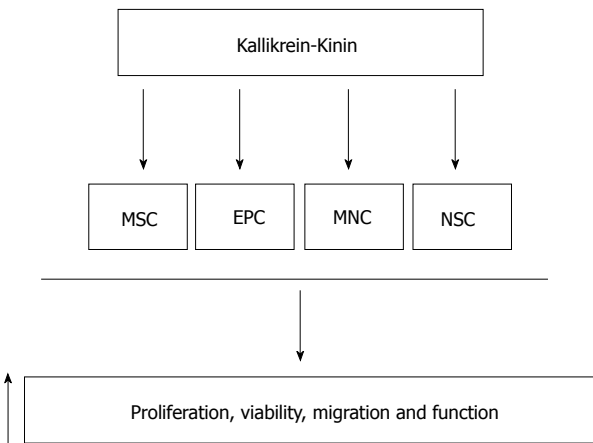 Kallikrein-Kinin
MSC EPC MNC NSC
Proliferation, viability, migration and function